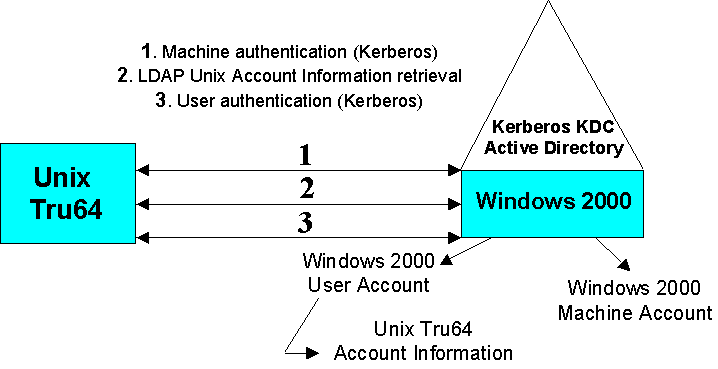 1. Machine authentication (Kerberos)
2. LDAP Unix Account Information retrieval
3. User authentication (Kerberos)
Kerberos KDC
Active Directory
Unix
Tru64
1
2
3
Windows 2000
Windows 2000
User Account
Windows 2000
Machine Account
Unix Tru64
Account Information